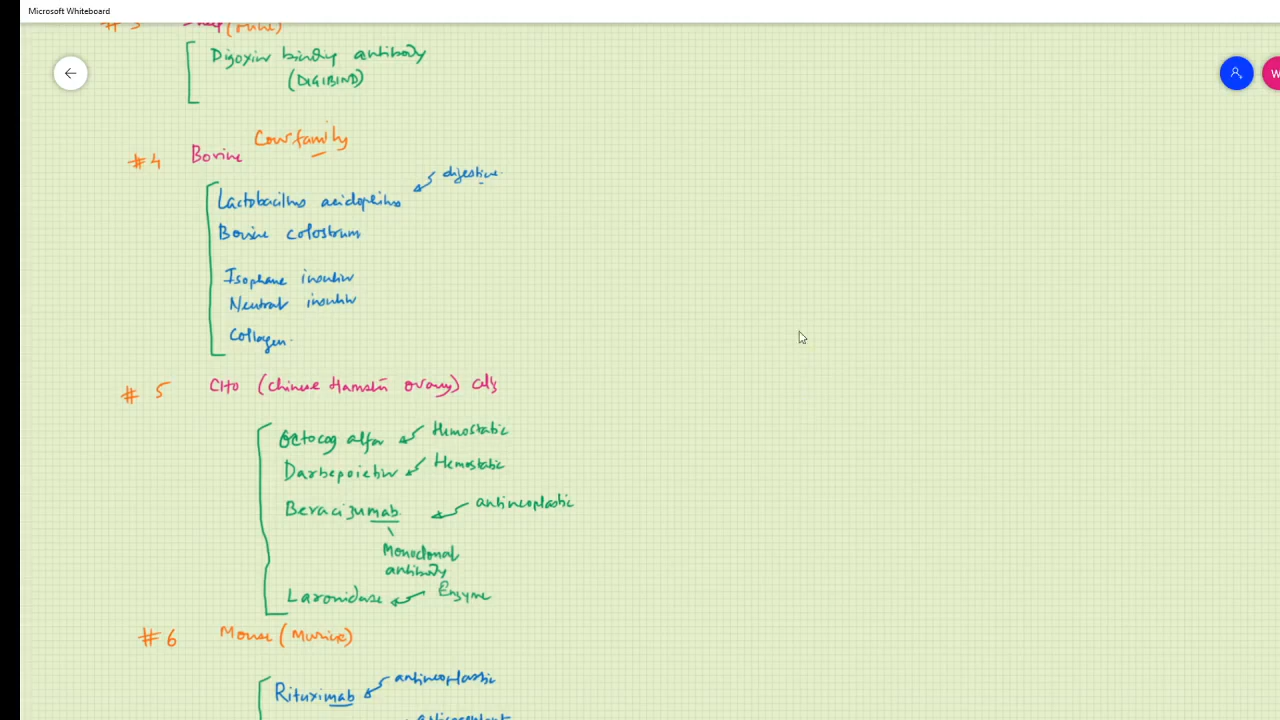 Microsoft Whiteboard
# 3
(ovine)
Digoxin binding antibody
(DIGIBIND)
Cow family
# 4 Bovine
Lactobacillus acidophilus digestive
Bovine colostrum
Isophane insulin
Neutral insulin
Collagen.
# 5 CHO (Chinese Hamster ovary) cells
Octocog alfa Hemostatic
Darbepoietin Hemostatic
Bevacizumab antineoplastic
Monoclonal
antibody
Laronidase Enzyme
# 6 Mouse (Murine)
Rituximab antineoplastic
W